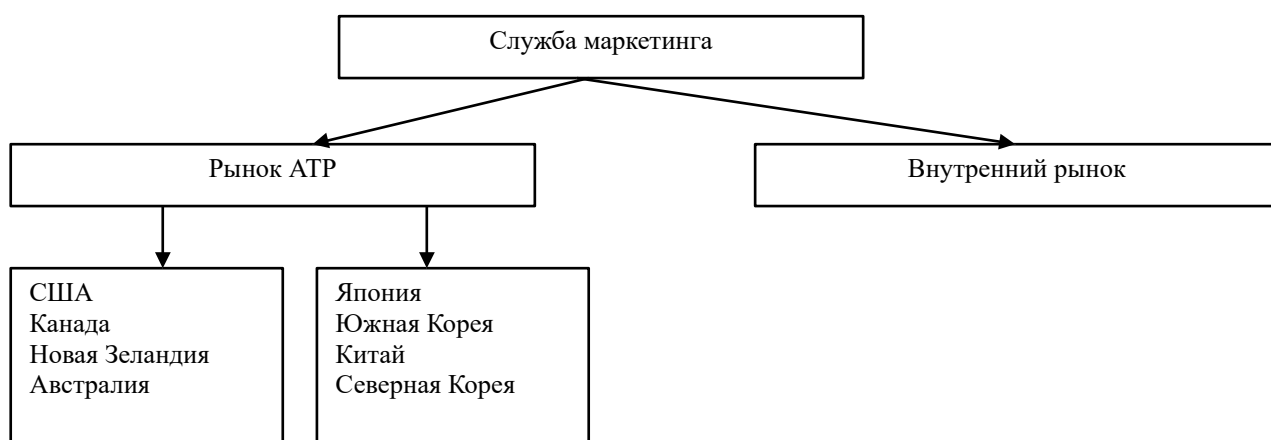 Служба маркетинга
Рынок АТР
Внутренний рынок
США
Канада
Новая Зеландия
Австралия
Япония
Южная Корея
Китай
Северная Корея